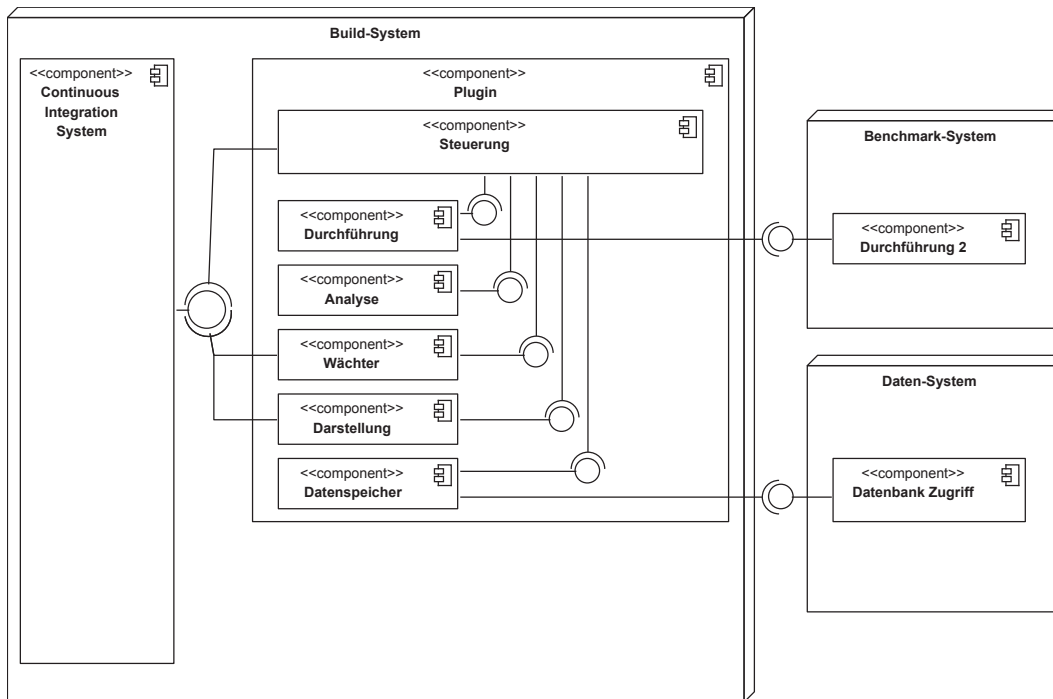 Build-System
<<component>>
Continuous
Integration
System
<<component>>
Plugin
<<component>>
Steuerung
<<component>>
Durchführung
<<component>>
Analyse
<<component>>
Wächter
<<component>>
Darstellung
<<component>>
Datenspeicher
Benchmark-System
<<component>>
Durchführung 2
Daten-System
<<component>>
Datenbank Zugriff